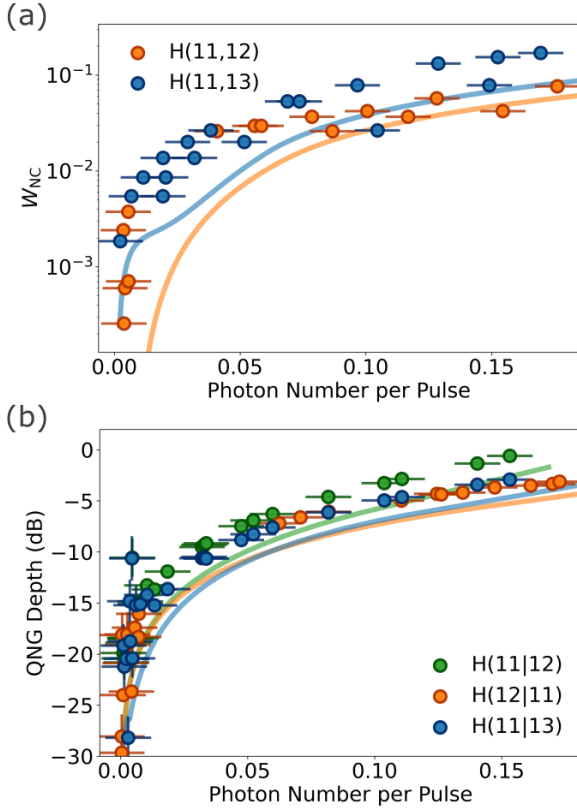 (a)
H(11,12)
H(11,13)
10⁻¹
10⁻²
10⁻³
W_NC
0.00 0.05 0.10 0.15
Photon Number per Pulse
(b)
0
−5
−10
−15
−20
−25
−30
QNG Depth (dB)
H(11|12)
H(12|11)
H(11|13)
0.00 0.05 0.10 0.15
Photon Number per Pulse